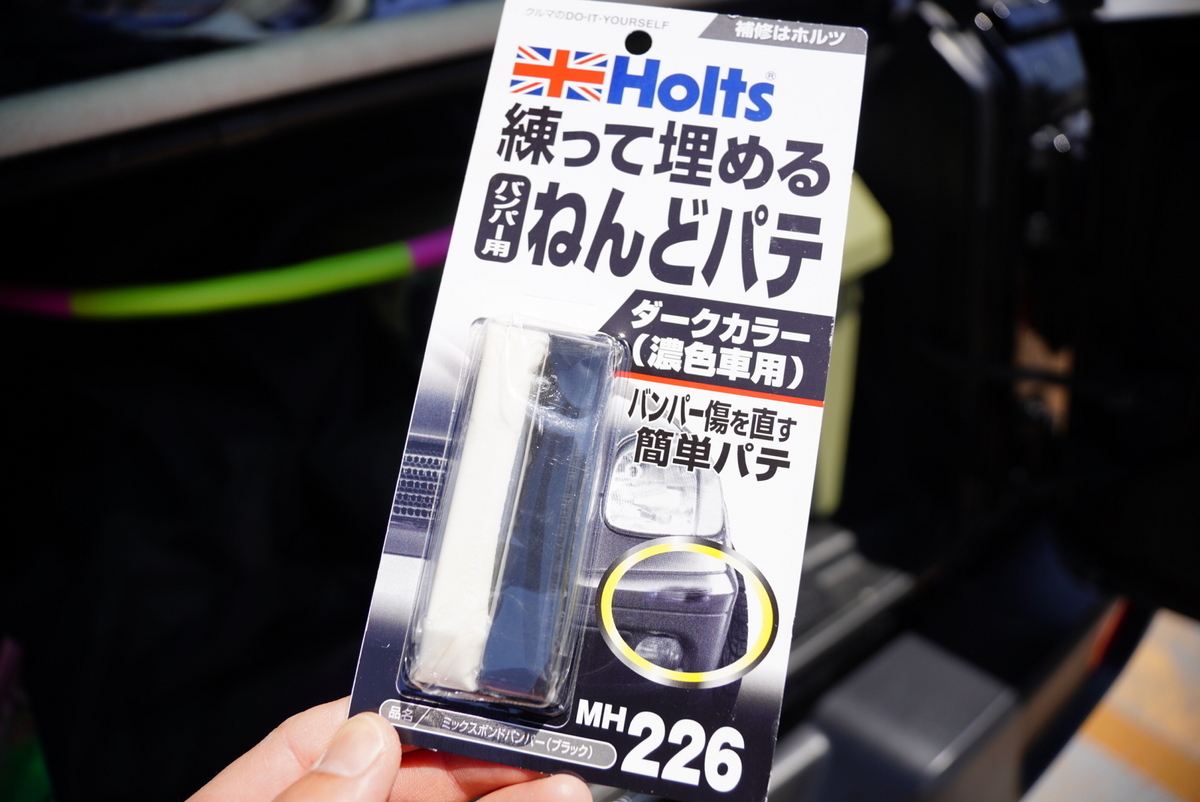 クルマのDO-IT-YOURSELF
補修はホルツ
Holts®
練って埋める
バンパー用
ねんどパテ
ダークカラー
(濃色車用)
バンパー傷を直す
簡単パテ
品名/ミックスボンドバンパー(ブラック)
MH226